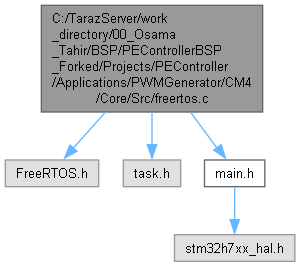 C:/TarazServer/work
_directory/00_Osama
_Tahir/BSP/PEControllerBSP
_Forked/Projects/PEController
/Applications/PWMGenerator/CM4
/Core/Src/freertos.c
FreeRTOS.h
task.h
main.h
stm32h7xx_hal.h